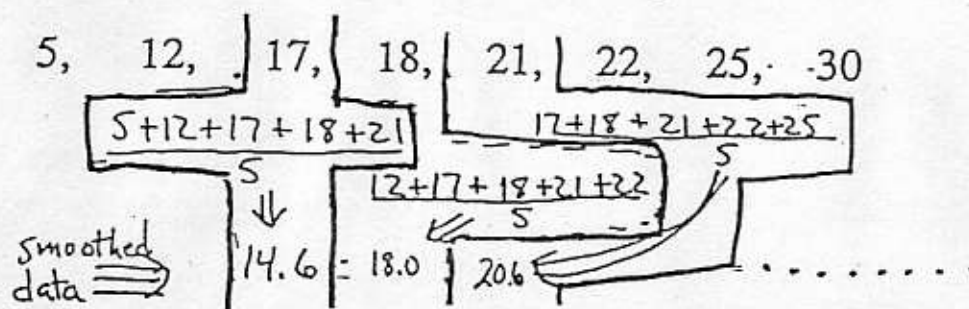 5, 12, 17, 18, 21, 22, 25, 30
5+12+17+18+21
5
17+18+21+22+25
5
12+17+18+21+22
5
smoothed
data
14.6 18.0 20.6 . . . . . . . .